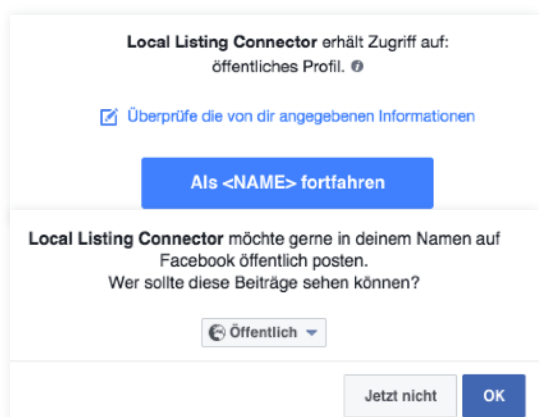 Local Listing Connector erhält Zugriff auf:
öffentliches Profil.
Überprüfe die von dir angegebenen Informationen
Als <NAME> fortfahren
Local Listing Connector möchte gerne in deinem Namen auf
Facebook öffentlich posten.
Wer sollte diese Beiträge sehen können?
Öffentlich
Jetzt nicht
OK